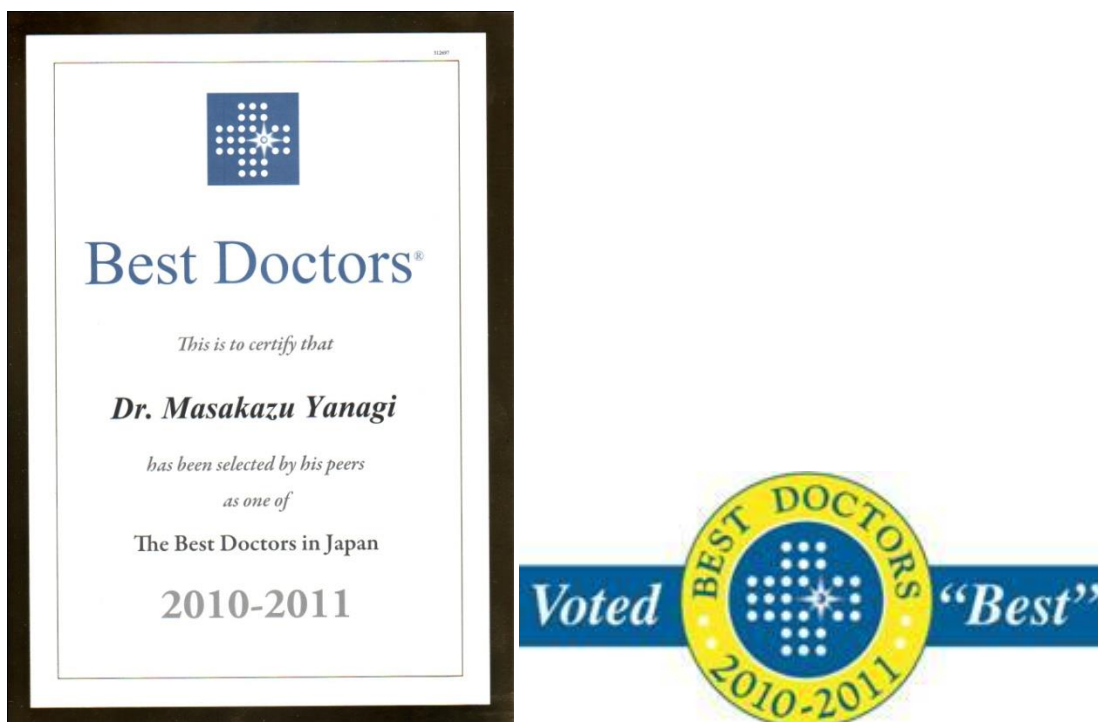 Best Doctors®
This is to certify that
Dr. Masakazu Yanagi
has been selected by his peers
as one of
The Best Doctors in Japan
2010-2011
BEST DOCTORS
Voted
“Best”
2010-2011